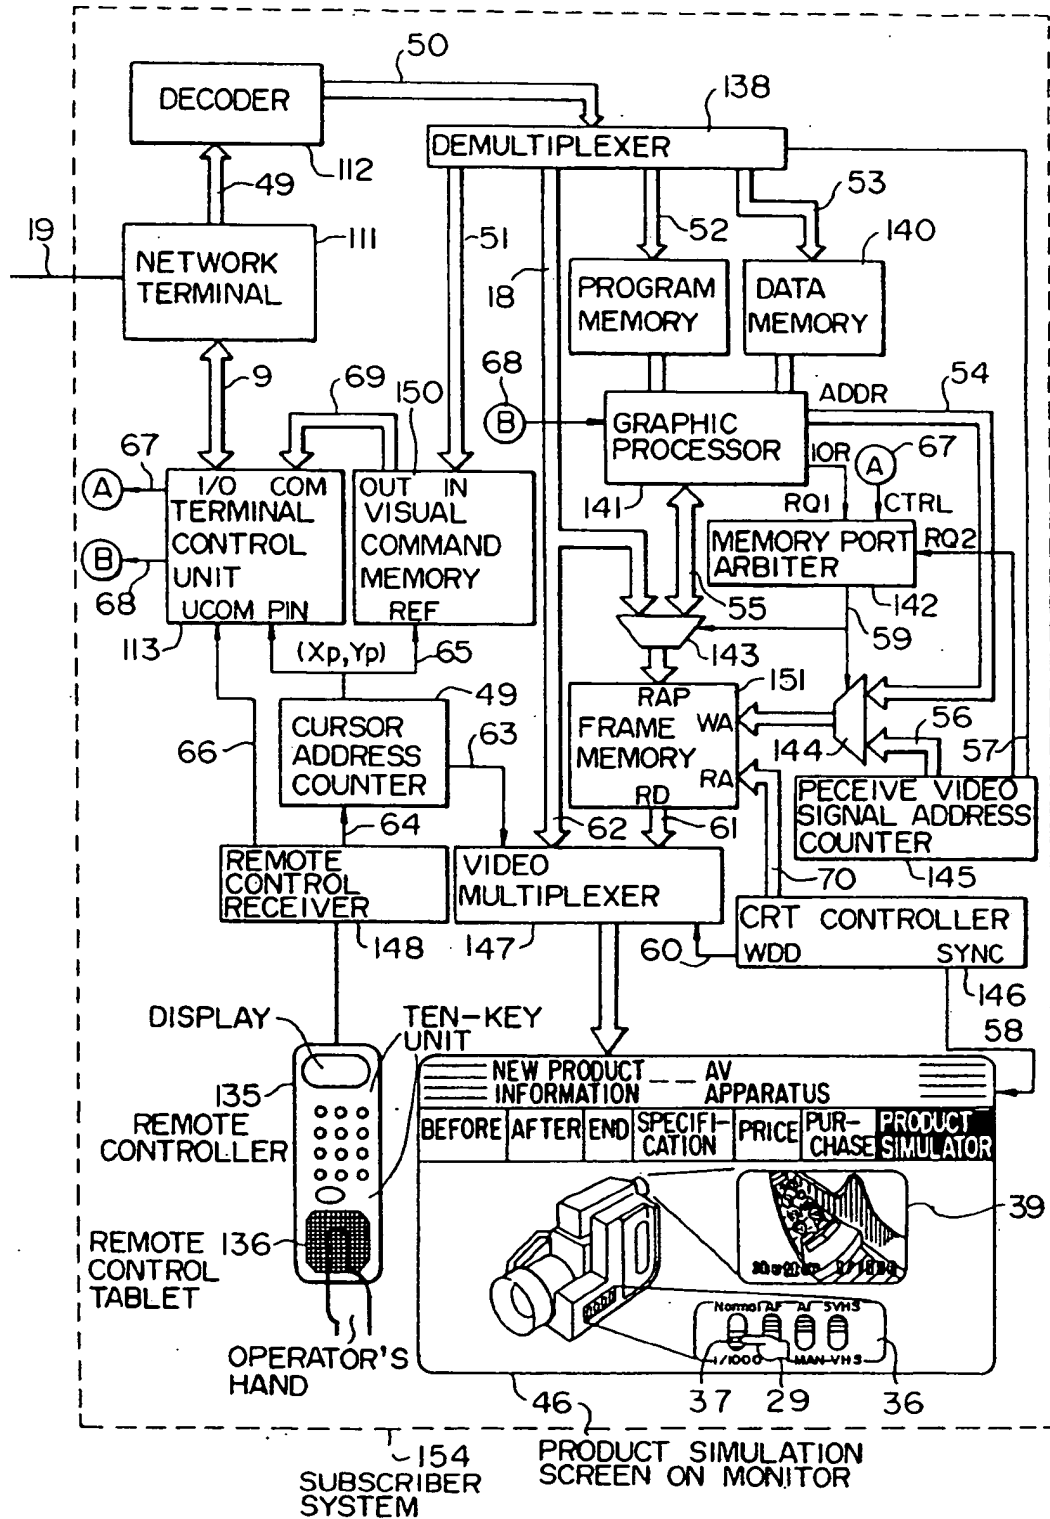 50
DECODER
138
DEMULTIPLEXER
112
49
53
19
111
51
52
140
NETWORK
TERMINAL
18
PROGRAM
MEMORY
DATA
MEMORY
9
69
150
68
B
ADDR
54
GRAPHIC
PROCESSOR
IOR
A
67
67
A
I/O COM
TERMINAL
CONTROL
UNIT
UCOM PIN
OUT IN
VISUAL
COMMAND
MEMORY
REF
141
RQ1
CTRL
RQ2
MEMORY PORT
ARBITER
B
68
55
142
59
113
(Xp,Yp)
65
143
49
151
RAP
FRAME
MEMORY
WA
RA
RD
CURSOR
ADDRESS
COUNTER
66
63
144
56
57
64
62
61
PECEIVE VIDEO
SIGNAL ADDRESS
COUNTER
REMOTE
CONTROL
RECEIVER
VIDEO
MULTIPLEXER
70
145
148
147
60
CRT CONTROLLER
WDD SYNC
146
DISPLAY
TEN-KEY
UNIT
58
135
REMOTE
CONTROLLER
NEW PRODUCT
INFORMATION
AV
APPARATUS
BEFORE
AFTER
END
SPECIFI-
CATION
PRICE
PUR-
CHASE
PRODUCT
SIMULATOR
39
136
REMOTE
CONTROL
TABLET
Normal AF AI SVHS
1/1000 MAN VHS
OPERATOR'S
HAND
46
37
29
36
154
SUBSCRIBER
SYSTEM
PRODUCT SIMULATION
SCREEN ON MONITOR